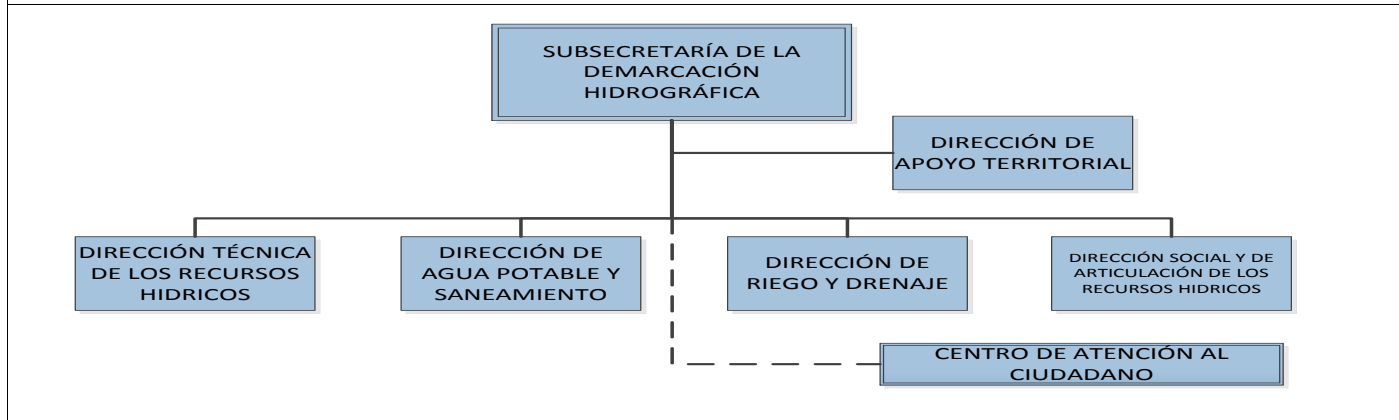 SUBSECRETARÍA DE LA
DEMARCACIÓN
HIDROGRÁFICA
DIRECCIÓN DE
APOYO TERRITORIAL
DIRECCIÓN TÉCNICA
DE LOS RECURSOS
HIDRICOS
DIRECCIÓN DE
AGUA POTABLE Y
SANEAMIENTO
DIRECCIÓN DE
RIEGO Y DRENAJE
DIRECCIÓN SOCIAL Y DE
ARTICULACIÓN DE LOS
RECURSOS HIDRICOS
CENTRO DE ATENCIÓN AL
CIUDADANO